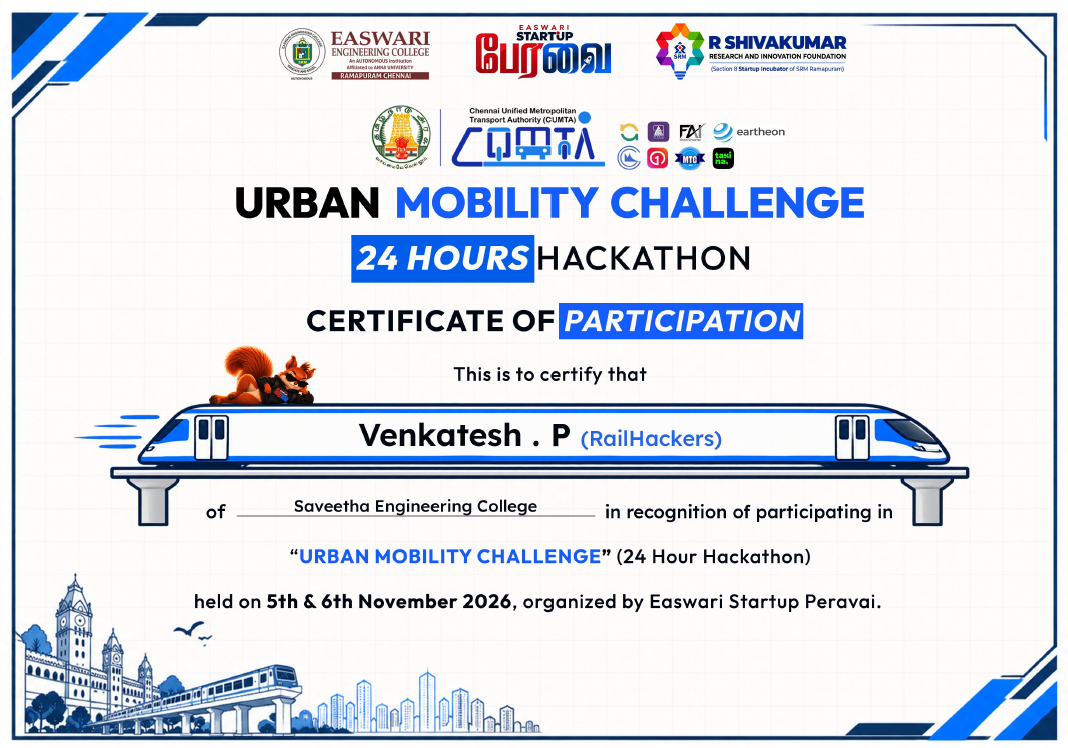 EASWARI
ENGINEERING COLLEGE
An AUTONOMOUS Institution
Affiliated to ANNA UNIVERSITY
RAMAPURAM CHENNAI
AUTONOMOUS
EASWARI
STARTUP
பேரவை
SRM
R SHIVAKUMAR
RESEARCH AND INNOVATION FOUNDATION
(Section 8 Startup Incubator of SRM Ramapuram)
Chennai Unified Metropolitan
Transport Authority (CUMTA)
CUMTA
eartheon
MTC
URBAN MOBILITY CHALLENGE
24 HOURS HACKATHON
CERTIFICATE OF PARTICIPATION
This is to certify that
Venkatesh . P (RailHackers)
of Saveetha Engineering College in recognition of participating in
“URBAN MOBILITY CHALLENGE” (24 Hour Hackathon)
held on 5th & 6th November 2026, organized by Easwari Startup Peravai.